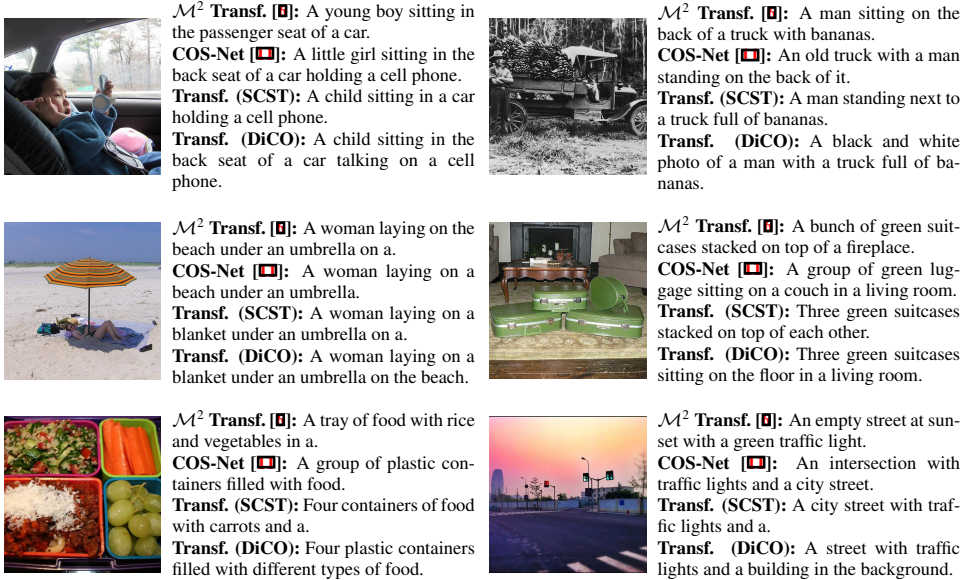 M² Transf. []: A young boy sitting in
the passenger seat of a car.
COS-Net []: A little girl sitting in the
back seat of a car holding a cell phone.
Transf. (SCST): A child sitting in a car
holding a cell phone.
Transf. (DiCO): A child sitting in the
back seat of a car talking on a cell
phone.
M² Transf. []: A man sitting on the
back of a truck with bananas.
COS-Net []: An old truck with a man
standing on the back of it.
Transf. (SCST): A man standing next to
a truck full of bananas.
Transf. (DiCO): A black and white
photo of a man with a truck full of ba-
nanas.
M² Transf. []: A woman laying on the
beach under an umbrella on a.
COS-Net []: A woman laying on a
beach under an umbrella.
Transf. (SCST): A woman laying on a
blanket under an umbrella on a.
Transf. (DiCO): A woman laying on a
blanket under an umbrella on the beach.
M² Transf. []: A bunch of green suit-
cases stacked on top of a fireplace.
COS-Net []: A group of green lug-
gage sitting on a couch in a living room.
Transf. (SCST): Three green suitcases
stacked on top of each other.
Transf. (DiCO): Three green suitcases
sitting on the floor in a living room.
M² Transf. []: A tray of food with rice
and vegetables in a.
COS-Net []: A group of plastic con-
tainers filled with food.
Transf. (SCST): Four containers of food
with carrots and a.
Transf. (DiCO): Four plastic containers
filled with different types of food.
M² Transf. []: An empty street at sun-
set with a green traffic light.
COS-Net []: An intersection with
traffic lights and a city street.
Transf. (SCST): A city street with traf-
fic lights and a.
Transf. (DiCO): A street with traffic
lights and a building in the background.